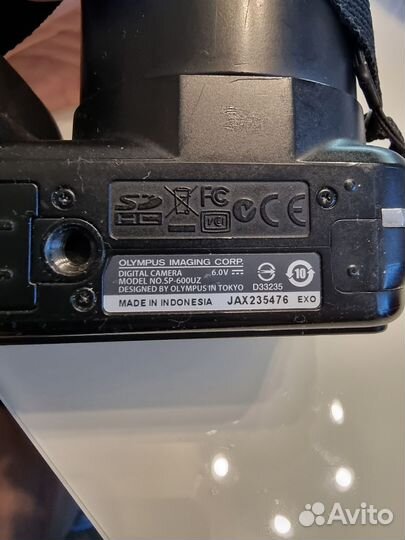 SD HC FC VCI CE
OLYMPUS IMAGING CORP.
DIGITAL CAMERA 6.0V
MODEL NO.SP-600UZ
DESIGNED BY OLYMPUS IN TOKYO D33235
10
MADE IN INDONESIA JAX235476 EXO
Avito